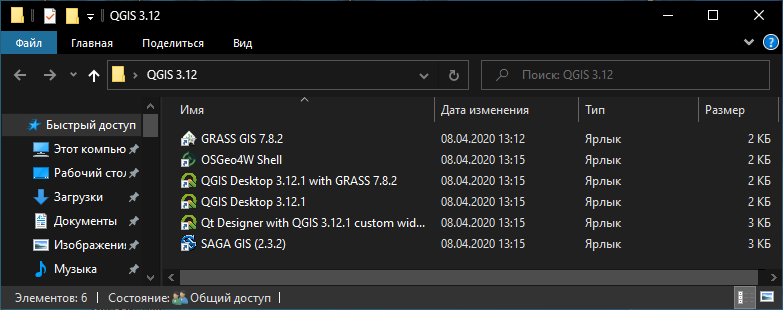 QGIS 3.12
Файл Главная Поделиться Вид
QGIS 3.12 Поиск: QGIS 3.12
Имя Дата изменения Тип Размер
Быстрый доступ
Этот компью
Рабочий стол
Загрузки
Документы
Изображения
Музыка
GRASS GIS 7.8.2 08.04.2020 13:12 Ярлык 2 КБ
OSGeo4W Shell 08.04.2020 13:15 Ярлык 2 КБ
QGIS Desktop 3.12.1 with GRASS 7.8.2 08.04.2020 13:15 Ярлык 2 КБ
QGIS Desktop 3.12.1 08.04.2020 13:15 Ярлык 2 КБ
Qt Designer with QGIS 3.12.1 custom wid... 08.04.2020 13:15 Ярлык 3 КБ
SAGA GIS (2.3.2) 08.04.2020 13:15 Ярлык 3 КБ
Элементов: 6 Состояние: Общий доступ